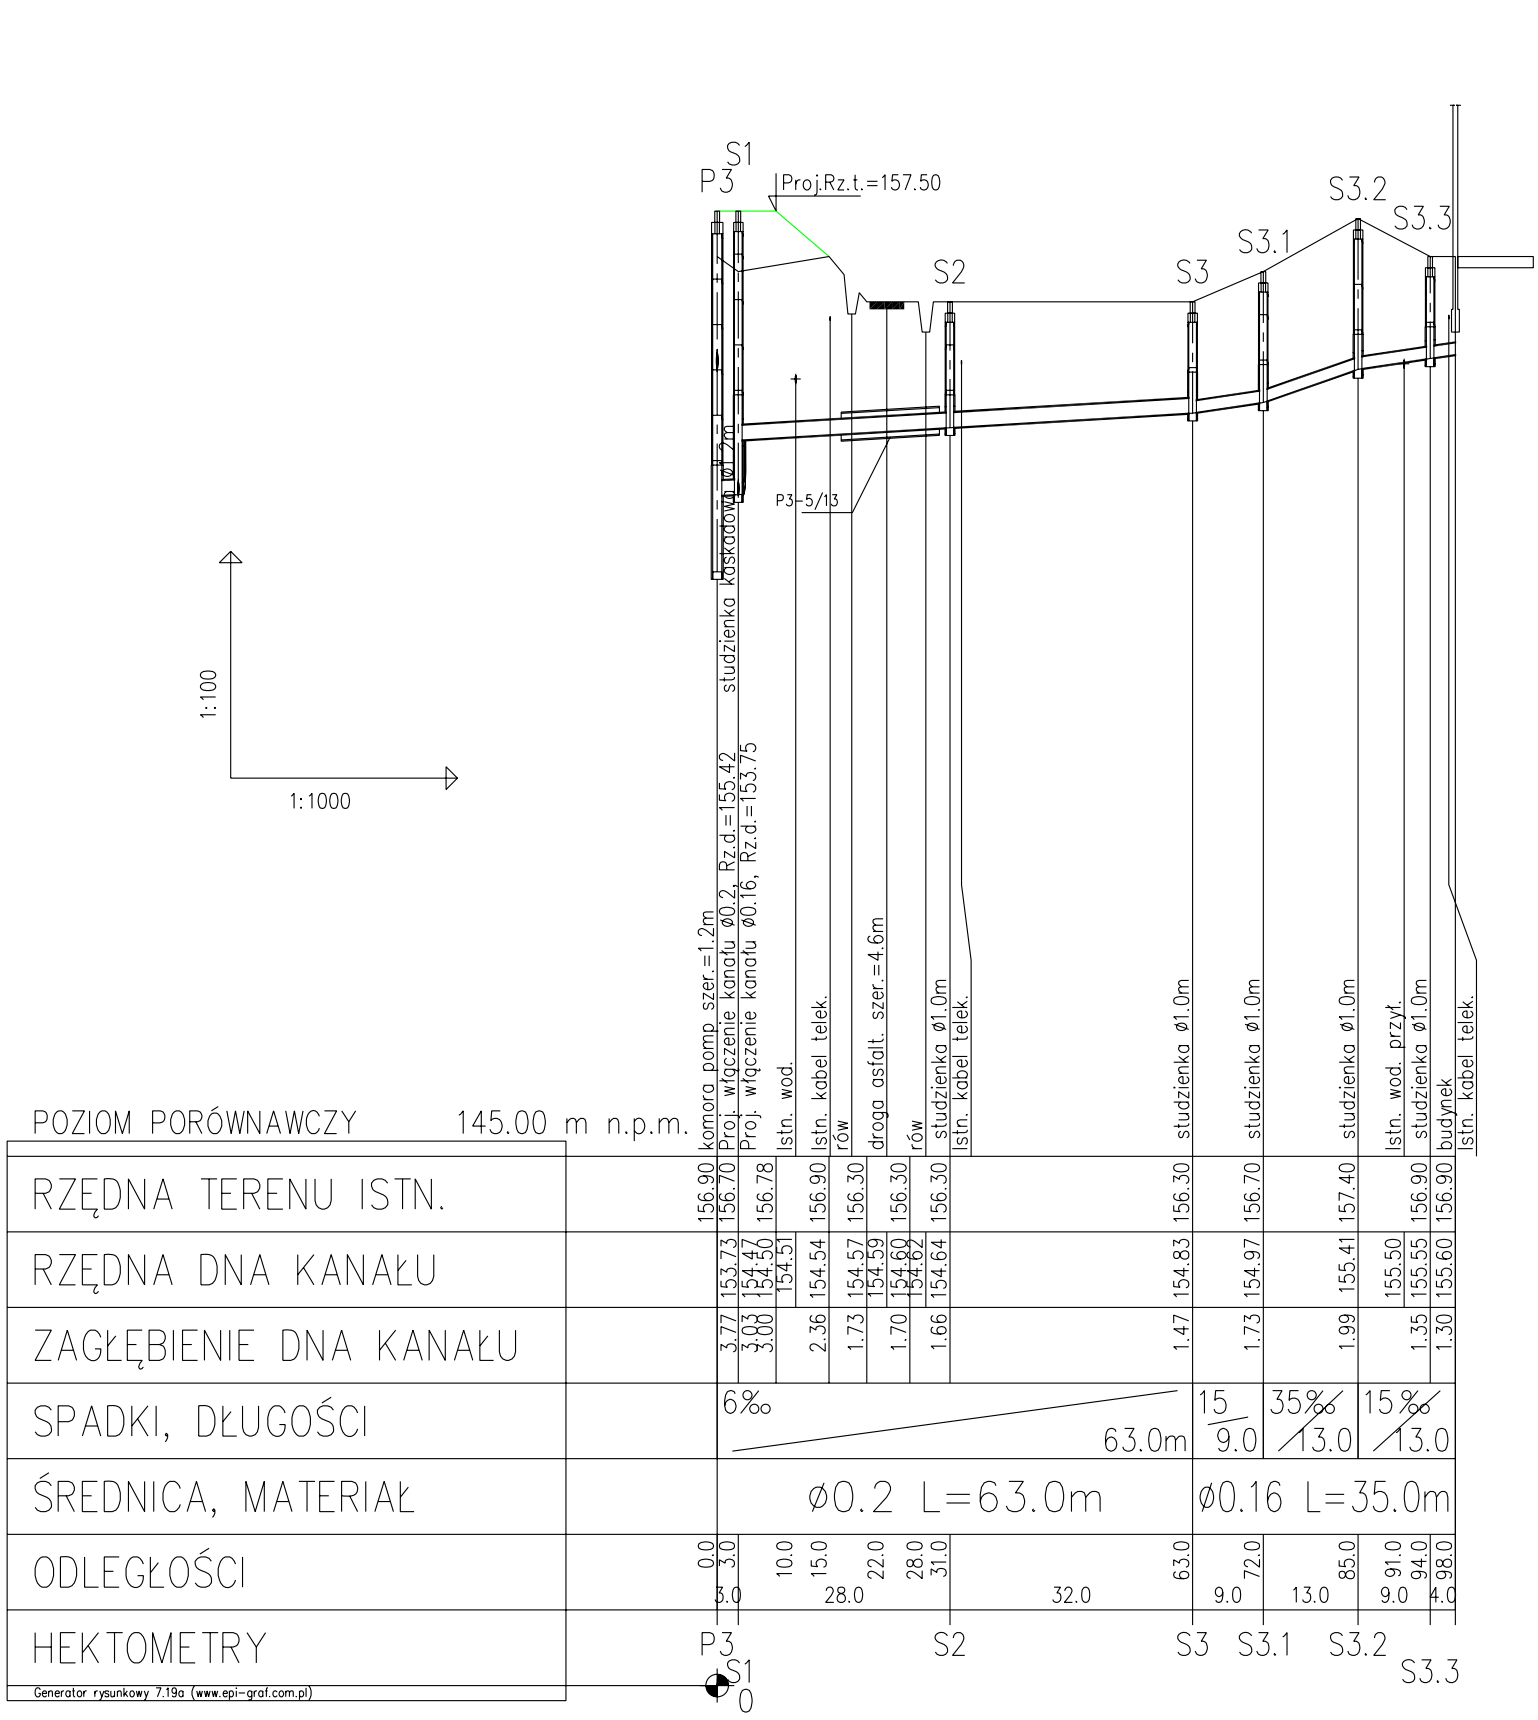 S1
P3
Proj.Rz.t.=157.50
S3.2
S3.3
S3.1
S2
S3
P3-5/13
1:100
1:1000
studzienka kaskadowa ø1.2m
komora pomp szer.=1.2m
Proj. włączenie kanału ø0.2, Rz.d.=155.42
Proj. włączenie kanału ø0.16, Rz.d.=153.75
Istn. wod.
Istn. kabel telek.
rów
droga asfalt. szer.=4.6m
rów
studzienka ø1.0m
Istn. kabel telek.
studzienka ø1.0m
studzienka ø1.0m
studzienka ø1.0m
Istn. wod. przył.
studzienka ø1.0m
budynek
Istn. kabel telek.
POZIOM PORÓWNAWCZY 145.00 m n.p.m.
RZĘDNA TERENU ISTN. 156.90 156.70 156.78 156.90 156.30 156.30 156.30 156.30 156.70 157.40 156.90 156.90
RZĘDNA DNA KANAŁU 153.73 154.47 154.50 154.51 154.54 154.57 154.59 154.60 154.62 154.64 154.83 154.97 155.41 155.50 155.55 155.60
ZAGŁĘBIENIE DNA KANAŁU 3.77 3.03 3.00 2.36 1.73 1.70 1.66 1.47 1.73 1.99 1.35 1.30
SPADKI, DŁUGOŚCI 6‰ 63.0m 15 9.0 35‰ 13.0 15‰ 13.0
ŚREDNICA, MATERIAŁ ø0.2 L=63.0m ø0.16 L=35.0m
ODLEGŁOŚCI 0.0 3.0 10.0 15.0 22.0 28.0 31.0 63.0 72.0 85.0 91.0 94.0 98.0
3.0 28.0 32.0 9.0 13.0 9.0 4.0
HEKTOMETRY P3 S1 S2 S3 S3.1 S3.2 S3.3
0
Generator rysunkowy 7.19a (www.epi-graf.com.pl)